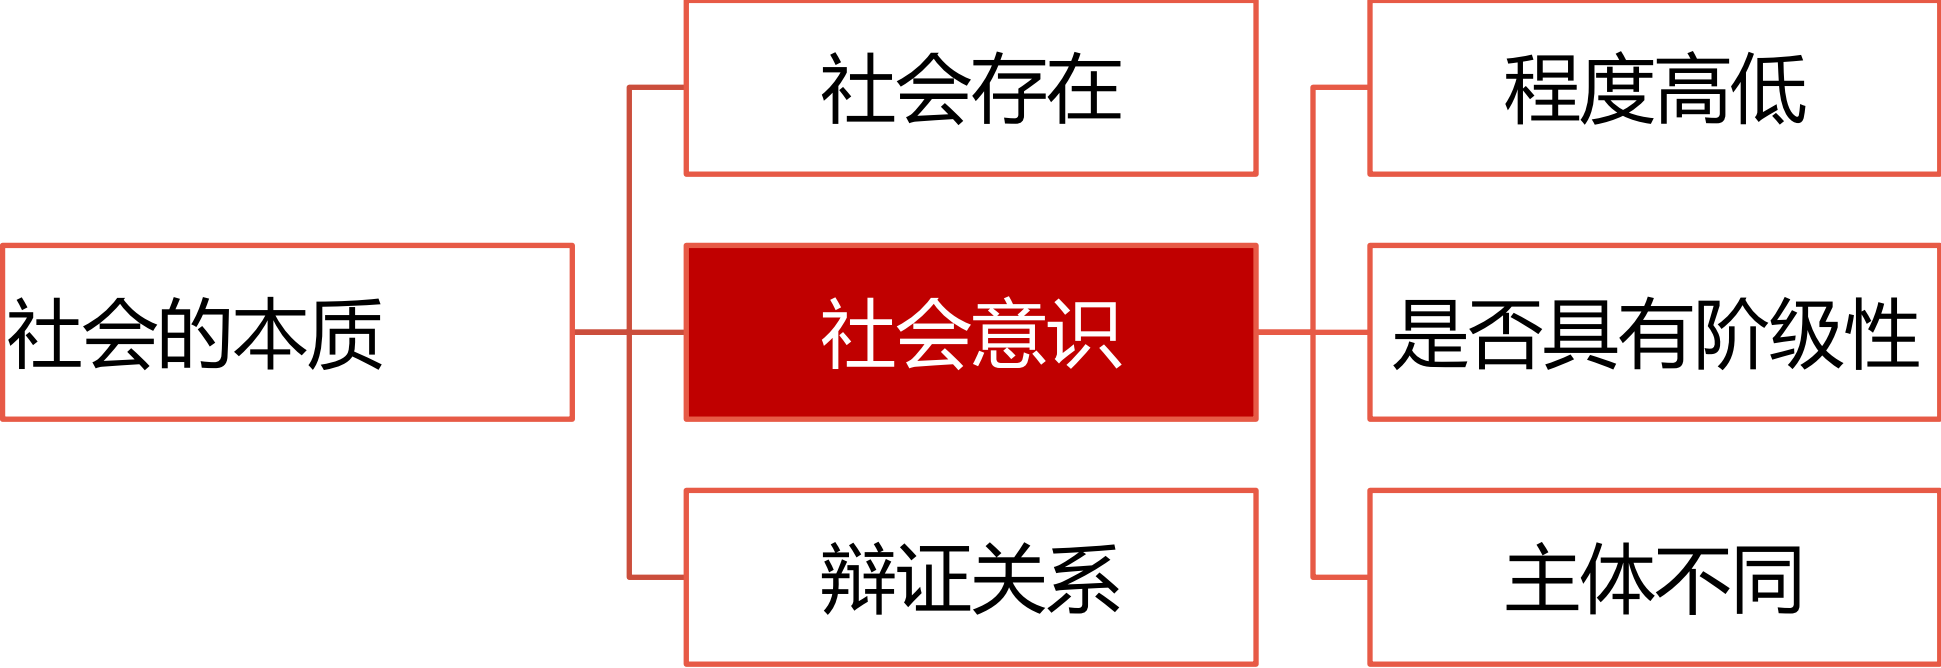 社会的本质
社会存在
社会意识
辩证关系
程度高低
是否具有阶级性
主体不同